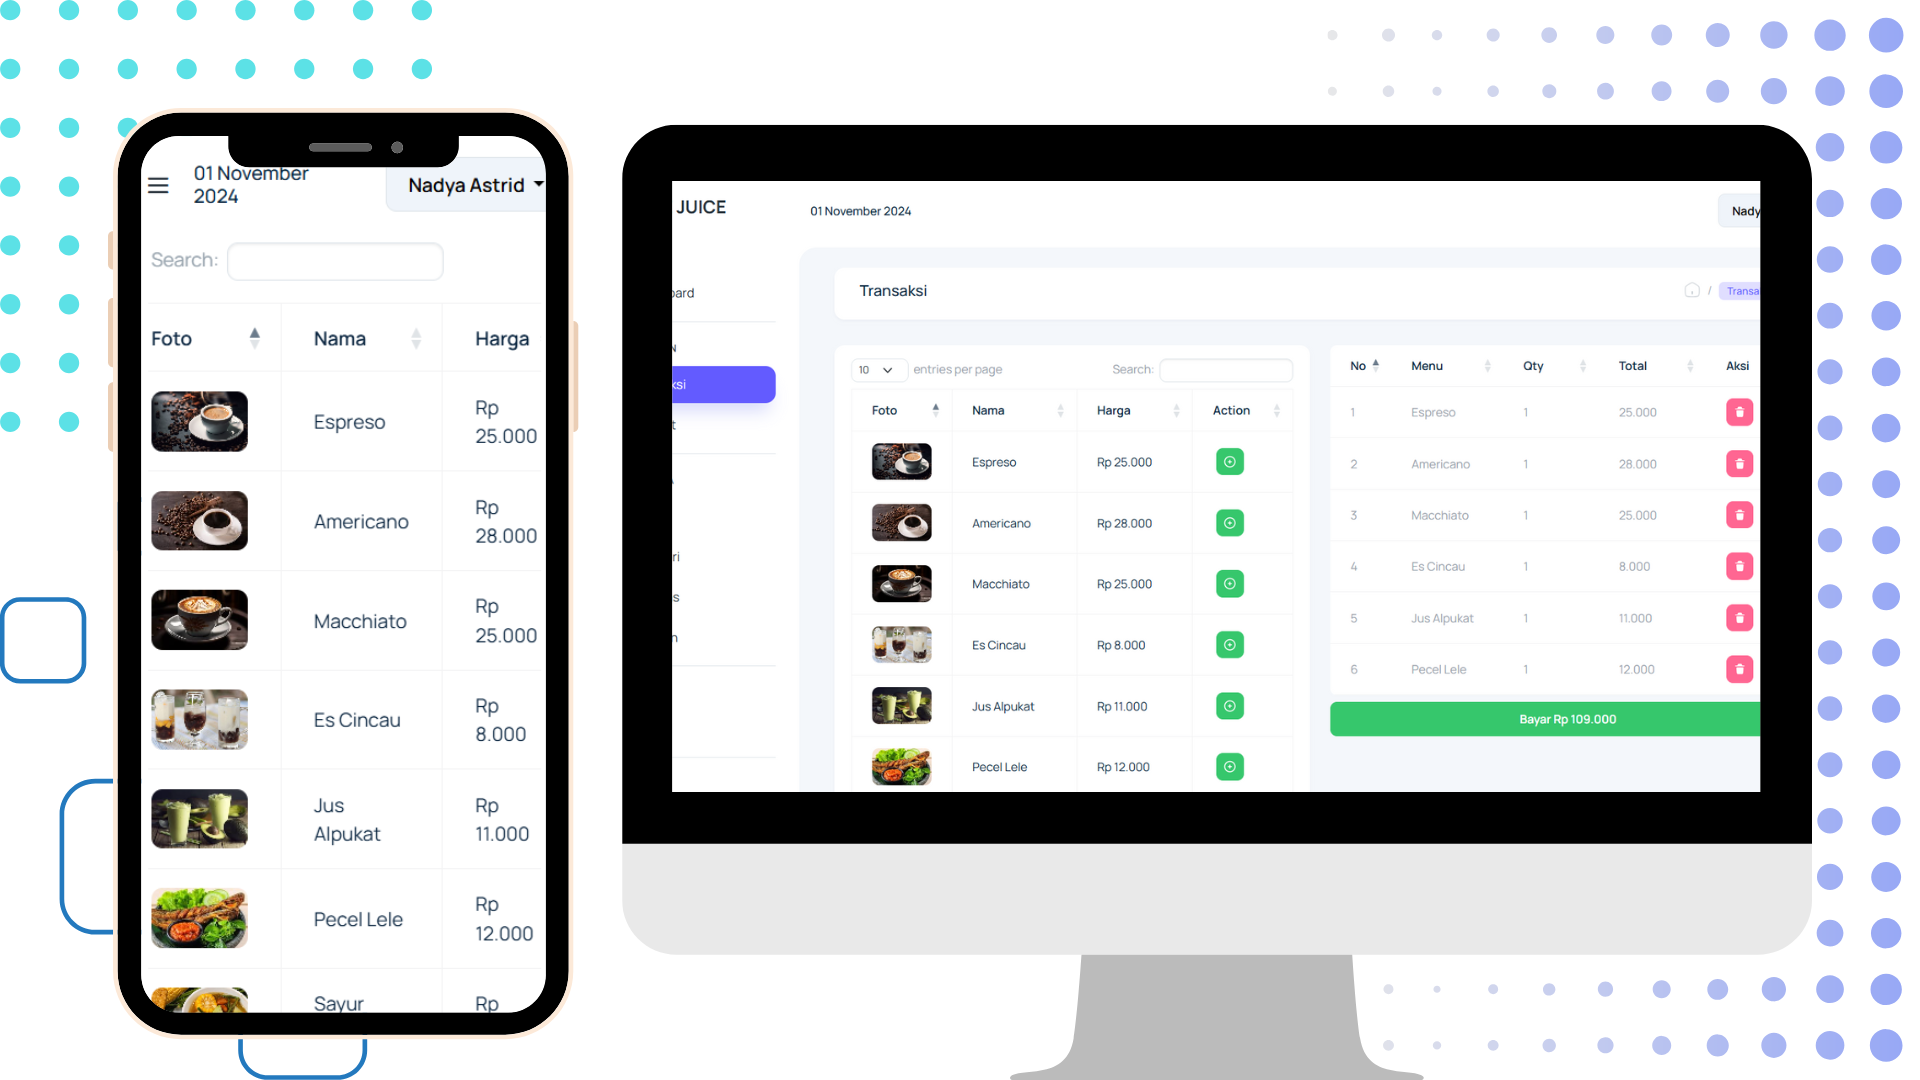 01 November
2024
Nadya Astrid
Search:
Foto
Nama
Harga
Espreso
Rp
25.000
Americano
Rp
28.000
Macchiato
Rp
25.000
Es Cincau
Rp
8.000
Jus
Alpukat
Rp
11.000
Pecel Lele
Rp
12.000
Sayur
Rp
JUICE
01 November 2024
Nady
Transaksi
/
Transa
ard
N
ksi
t
ri
s
n
10
entries per page
Search:
Foto
Nama
Harga
Action
Espreso
Rp 25.000
Americano
Rp 28.000
Macchiato
Rp 25.000
Es Cincau
Rp 8.000
Jus Alpukat
Rp 11.000
Pecel Lele
Rp 12.000
No
Menu
Qty
Total
Aksi
1
Espreso
1
25.000
2
Americano
1
28.000
3
Macchiato
1
25.000
4
Es Cincau
1
8.000
5
Jus Alpukat
1
11.000
6
Pecel Lele
1
12.000
Bayar Rp 109.000